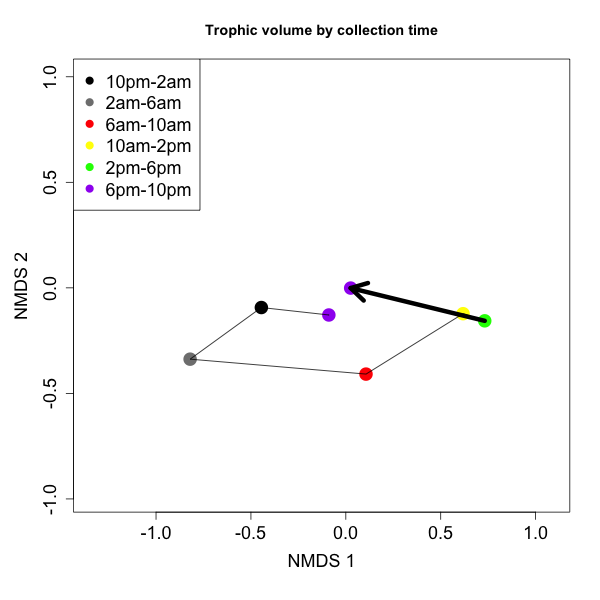 Trophic volume by collection time
10pm-2am
2am-6am
6am-10am
10am-2pm
2pm-6pm
6pm-10pm
1.0
0.5
0.0
-0.5
-1.0
NMDS 2
-1.0 -0.5 0.0 0.5 1.0
NMDS 1